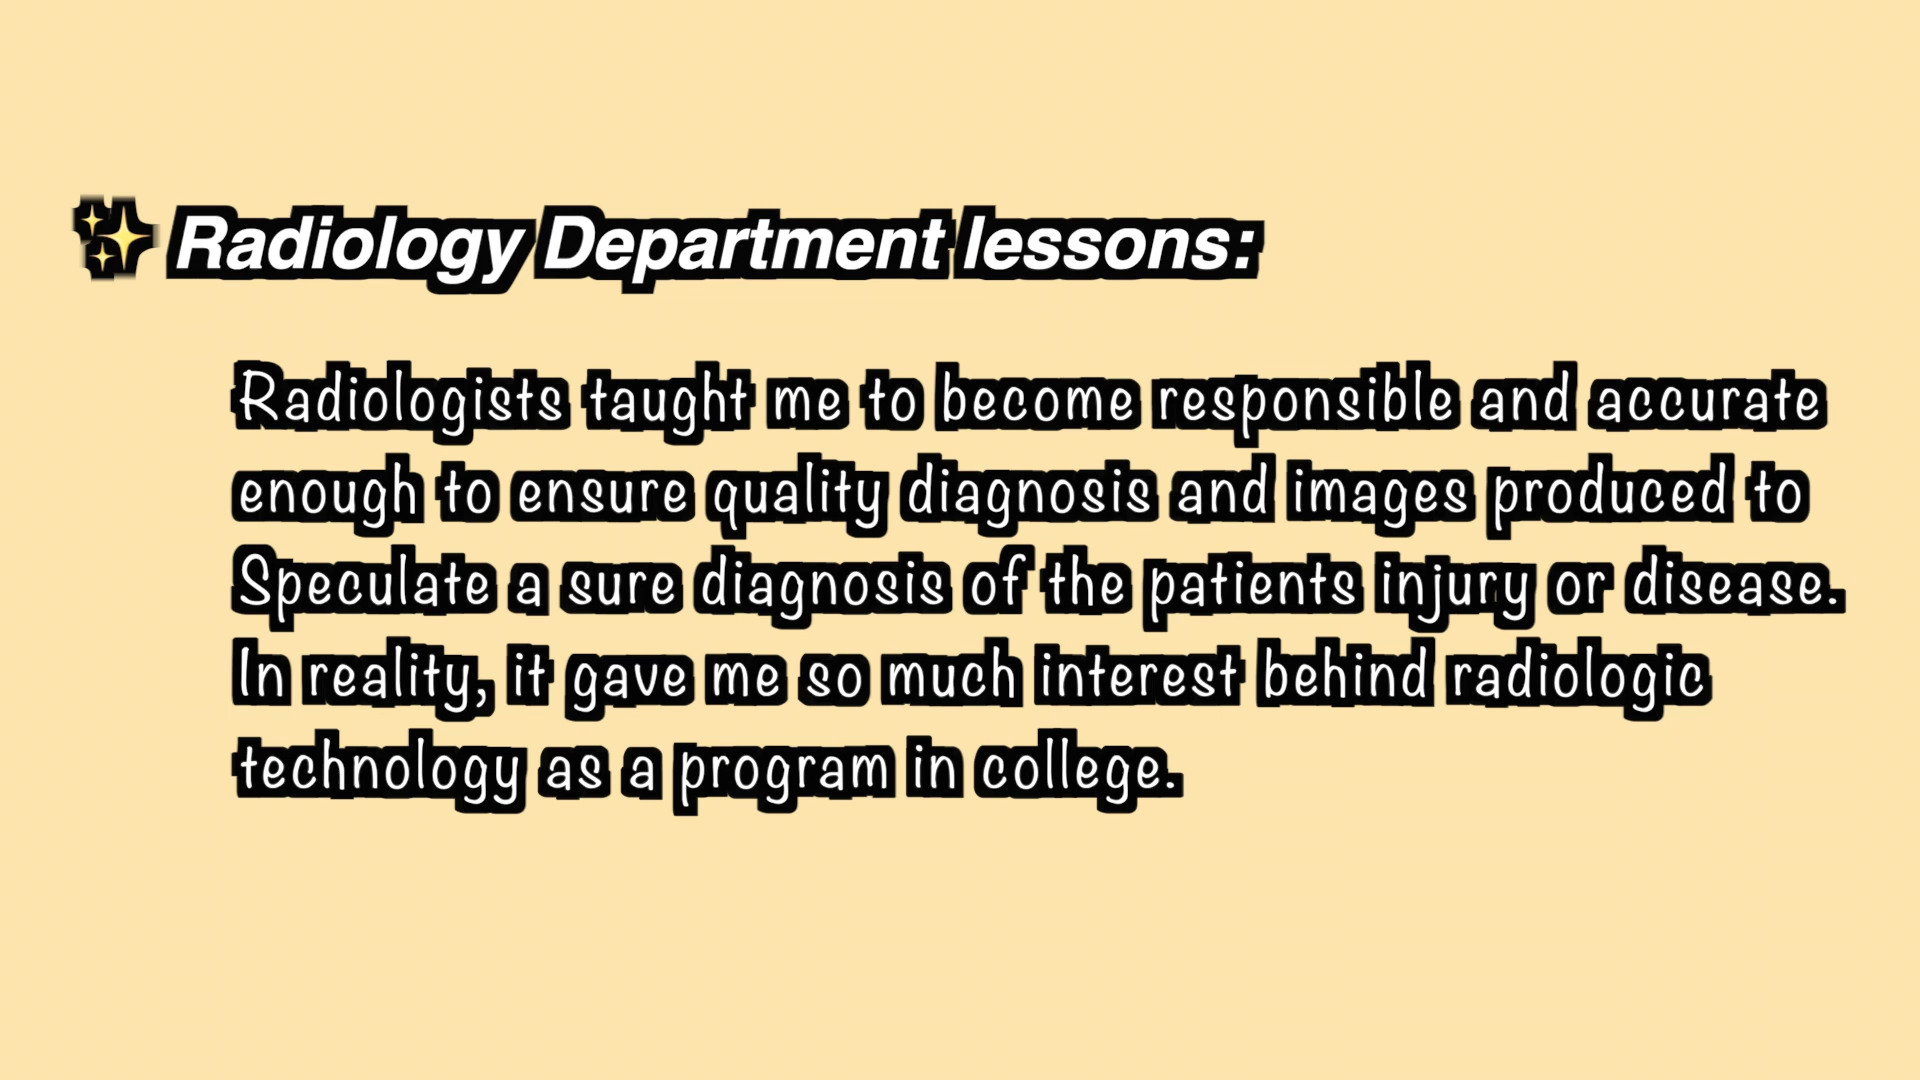 ✨ Radiology Department lessons:
Radiologists taught me to become responsible and accurate
enough to ensure quality diagnosis and images produced to
Speculate a sure diagnosis of the patients injury or disease.
In reality, it gave me so much interest behind radiologic
technology as a program in college.